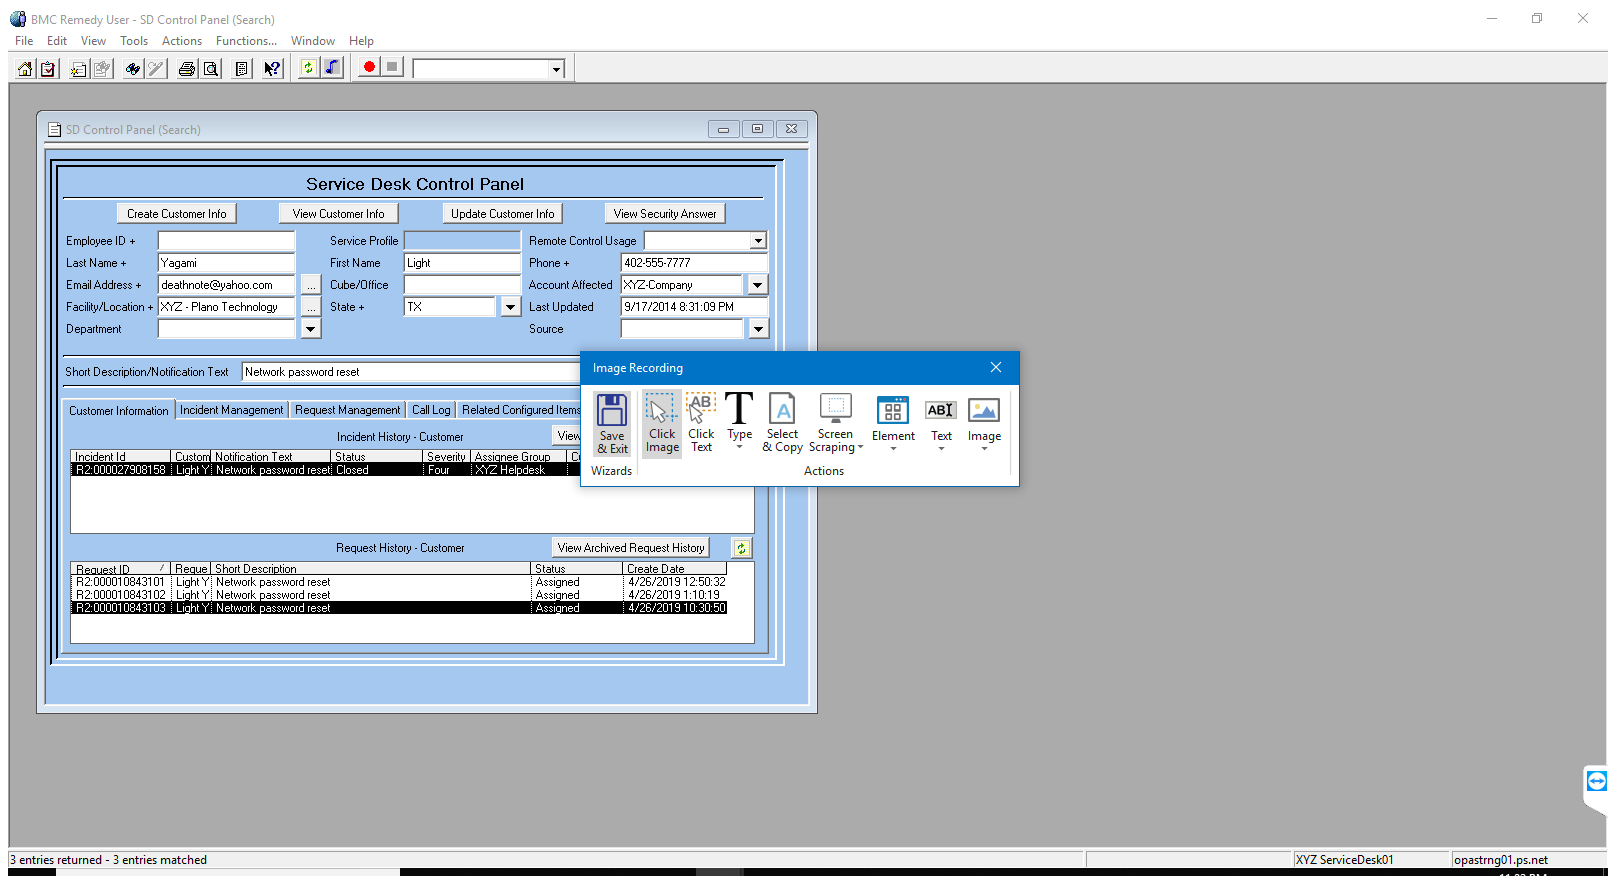 BMC Remedy User - SD Control Panel (Search)
File Edit View Tools Actions Functions... Window Help
SD Control Panel (Search)
Service Desk Control Panel
Create Customer Info View Customer Info Update Customer Info View Security Answer
Employee ID + Service Profile Remote Control Usage
Last Name + Yagami First Name Light Phone + 402-555-7777
Email Address + deathnote@yahoo.com ... Cube/Office Account Affected XYZ-Company
Facility/Location + XYZ - Plano Technology ... State + TX Last Updated 9/17/2014 8:31:09 PM
Department Source
Short Description/Notification Text Network password reset
Image Recording
Save & Exit
Click Image
Click Text
Type
Select & Copy
Screen Scraping
Element
Text
Image
Wizards Actions
Customer Information Incident Management Request Management Call Log Related Configured Items
Incident History - Customer View
Incident Id Custom Notification Text Status Severity Assignee Group
R2:000027908158 Light Y Network password reset Closed Four XYZ Helpdesk
Request History - Customer View Archived Request History
Request ID / Reque Short Description Status Create Date
R2:000010843101 Light Y Network password reset Assigned 4/26/2019 12:50:32
R2:000010843102 Light Y Network password reset Assigned 4/26/2019 1:10:19
R2:000010843103 Light Y Network password reset Assigned 4/26/2019 10:30:50
3 entries returned - 3 entries matched XYZ ServiceDesk01 opastrng01.ps.net